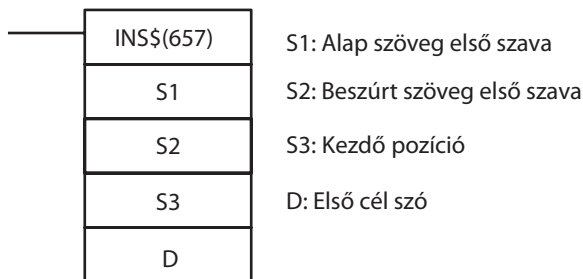 INS$(657)
S1: Alap szöveg első szava
S1
S2: Beszúrt szöveg első szava
S2
S3: Kezdő pozíció
S3
D: Első cél szó
D